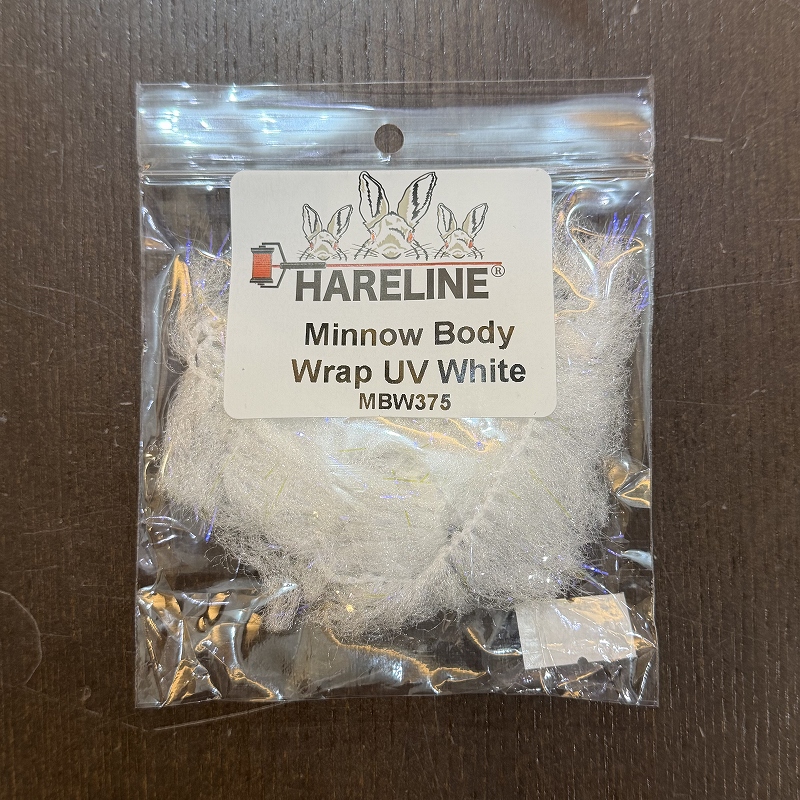 HARELINE®
Minnow Body
Wrap UV White
MBW375